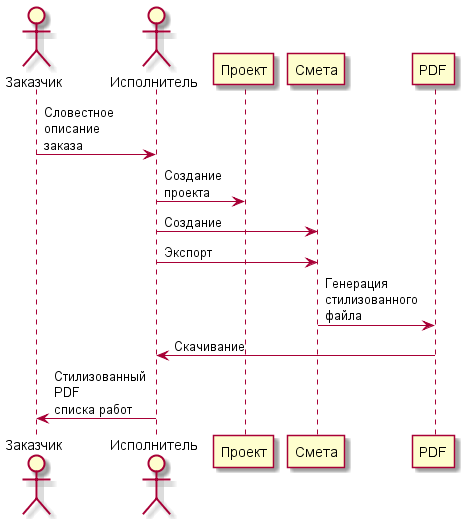 Заказчик
Исполнитель
Проект
Смета
PDF
Словестное
описание
заказа
Создание
проекта
Создание
Экспорт
Генерация
стилизованного
файла
Скачивание
Стилизованный
PDF
списка работ
Заказчик
Исполнитель
Проект
Смета
PDF